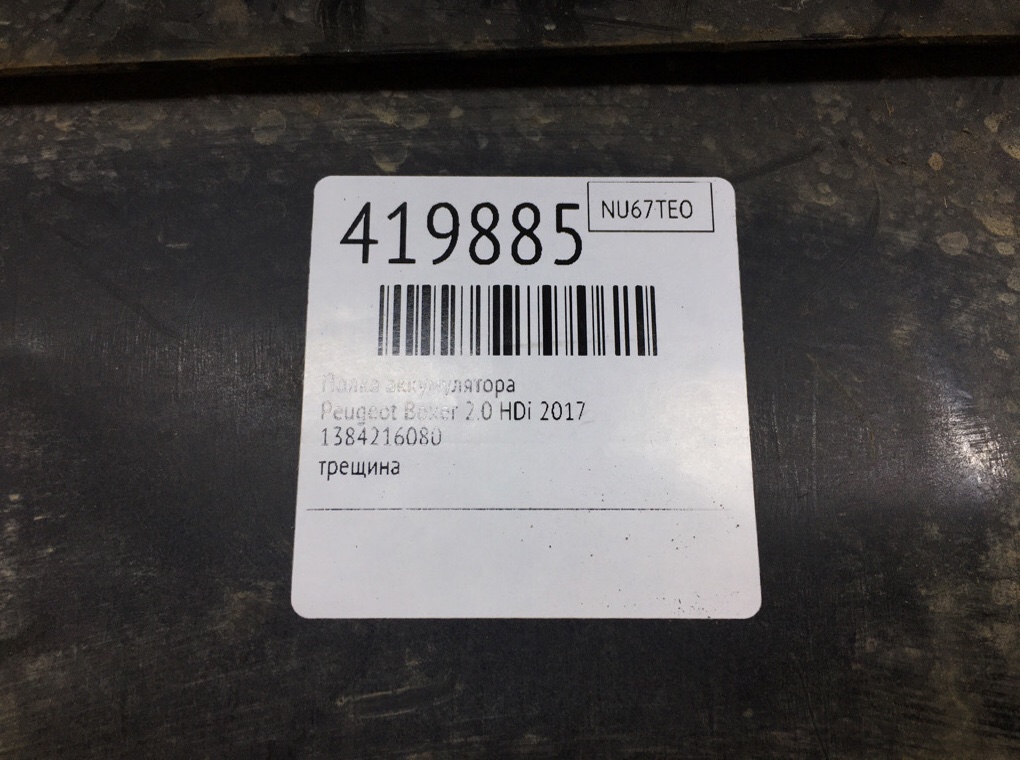 419885
NU67TEO
Полка аккумулятора
Peugeot Boxer 2.0 HDi 2017
1384216080
трещина